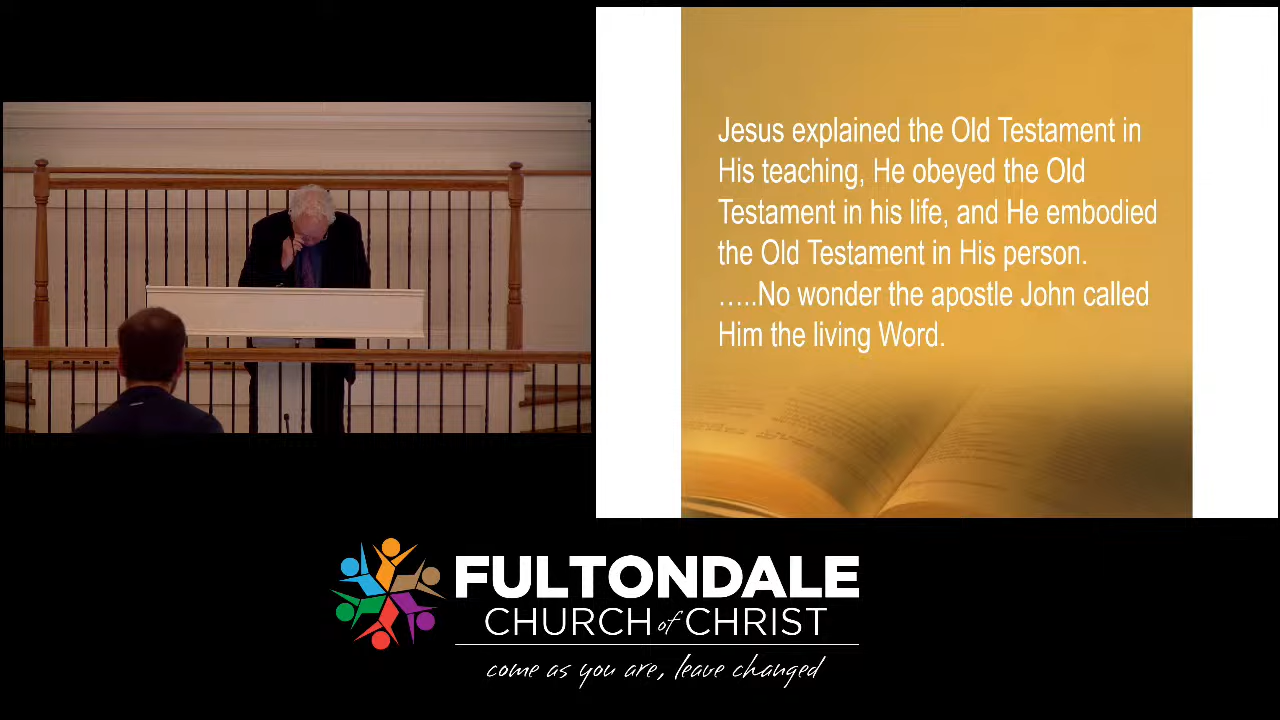 Jesus explained the Old Testament in
His teaching, He obeyed the Old
Testament in his life, and He embodied
the Old Testament in His person.
…..No wonder the apostle John called
Him the living Word.
FULTONDALE
CHURCH of CHRIST
come as you are, leave changed